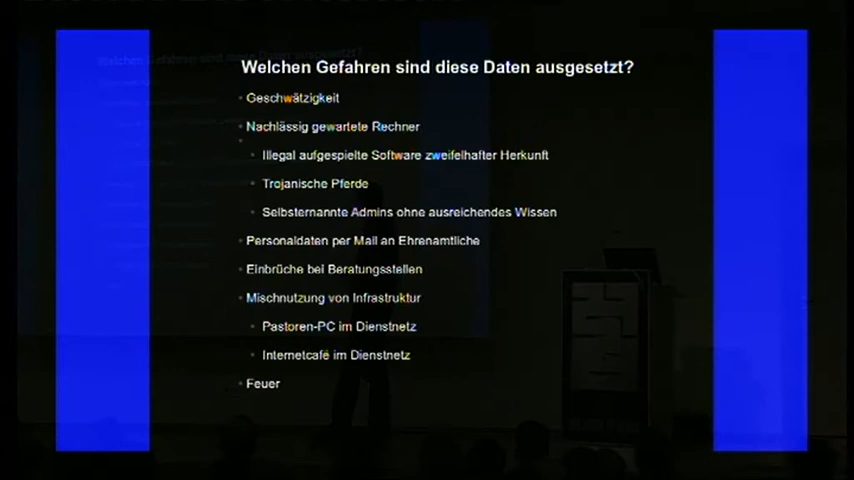 Welchen Gefahren sind diese Daten ausgesetzt?
Geschwätzigkeit
Nachlässig gewartete Rechner
Illegal aufgespielte Software zweifelhafter Herkunft
Trojanische Pferde
Selbsternannte Admins ohne ausreichendes Wissen
Personaldaten per Mail an Ehrenamtliche
Einbrüche bei Beratungsstellen
Mischnutzung von Infrastruktur
Pastoren-PC im Dienstnetz
Internetcafé im Dienstnetz
Feuer